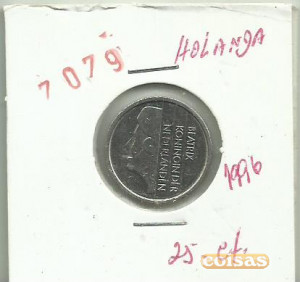 7079
HOLANDA
BEATRIX
KONINGIN DER
NEDERLANDEN
1996
25 ct.
coisas